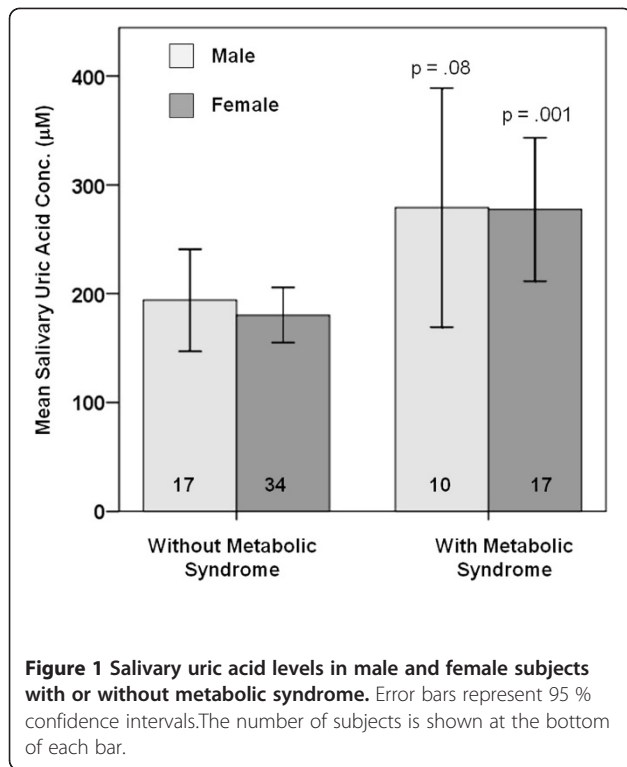 Male
Female
p = .08
p = .001
400
300
200
100
0
Mean Salivary Uric Acid Conc. (µM)
17
34
10
17
Without Metabolic
Syndrome
With Metabolic
Syndrome
Figure 1 Salivary uric acid levels in male and female subjects
with or without metabolic syndrome. Error bars represent 95 %
confidence intervals.The number of subjects is shown at the bottom
of each bar.